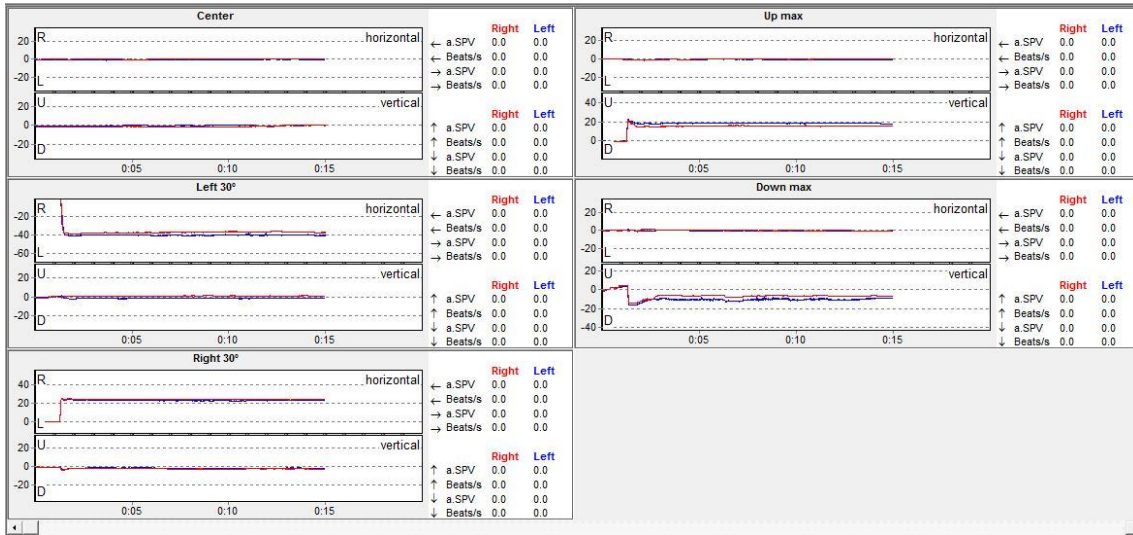 Center
Right Left
20 R horizontal ← a.SPV 0.0 0.0
0 ← Beats/s 0.0 0.0
-20 → a.SPV 0.0 0.0
L → Beats/s 0.0 0.0
Right Left
20 U vertical ↑ a.SPV 0.0 0.0
0 ↑ Beats/s 0.0 0.0
-20 ↓ a.SPV 0.0 0.0
D ↓ Beats/s 0.0 0.0
0:05 0:10 0:15
Up max
Right Left
20 R horizontal ← a.SPV 0.0 0.0
0 ← Beats/s 0.0 0.0
-20 → a.SPV 0.0 0.0
L → Beats/s 0.0 0.0
Right Left
40 U vertical ↑ a.SPV 0.0 0.0
20 ↑ Beats/s 0.0 0.0
0 ↓ a.SPV 0.0 0.0
D ↓ Beats/s 0.0 0.0
0:05 0:10 0:15
Left 30º
Right Left
-20 R horizontal ← a.SPV 0.0 0.0
-40 ← Beats/s 0.0 0.0
-60 L → a.SPV 0.0 0.0
→ Beats/s 0.0 0.0
Right Left
20 U vertical ↑ a.SPV 0.0 0.0
0 ↑ Beats/s 0.0 0.0
-20 ↓ a.SPV 0.0 0.0
D ↓ Beats/s 0.0 0.0
0:05 0:10 0:15
Down max
Right Left
20 R horizontal ← a.SPV 0.0 0.0
0 ← Beats/s 0.0 0.0
-20 L → a.SPV 0.0 0.0
→ Beats/s 0.0 0.0
Right Left
20 U vertical ↑ a.SPV 0.0 0.0
0 ↑ Beats/s 0.0 0.0
-20 D ↓ a.SPV 0.0 0.0
-40 ↓ Beats/s 0.0 0.0
0:05 0:10 0:15
Right 30º
Right Left
40 R horizontal ← a.SPV 0.0 0.0
20 ← Beats/s 0.0 0.0
0 L → a.SPV 0.0 0.0
→ Beats/s 0.0 0.0
Right Left
20 U vertical ↑ a.SPV 0.0 0.0
0 ↑ Beats/s 0.0 0.0
-20 D ↓ a.SPV 0.0 0.0
↓ Beats/s 0.0 0.0
0:05 0:10 0:15